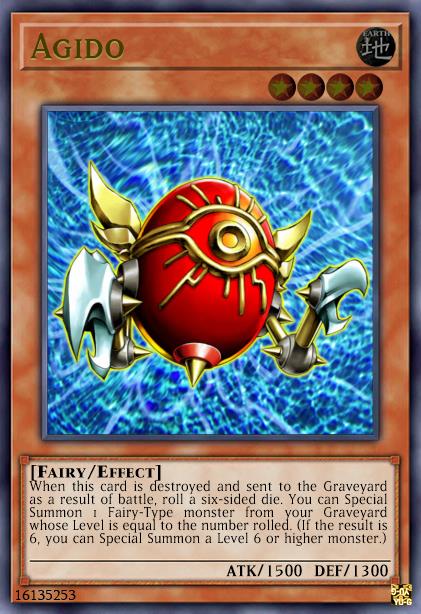 AGIDO
EARTH
地
[FAIRY/EFFECT]
When this card is destroyed and sent to the Graveyard
as a result of battle, roll a six-sided die. You can Special
Summon 1 Fairy-Type monster from your Graveyard
whose Level is equal to the number rolled. (If the result is
6, you can Special Summon a Level 6 or higher monster.)
ATK/1500 DEF/1300
16135253